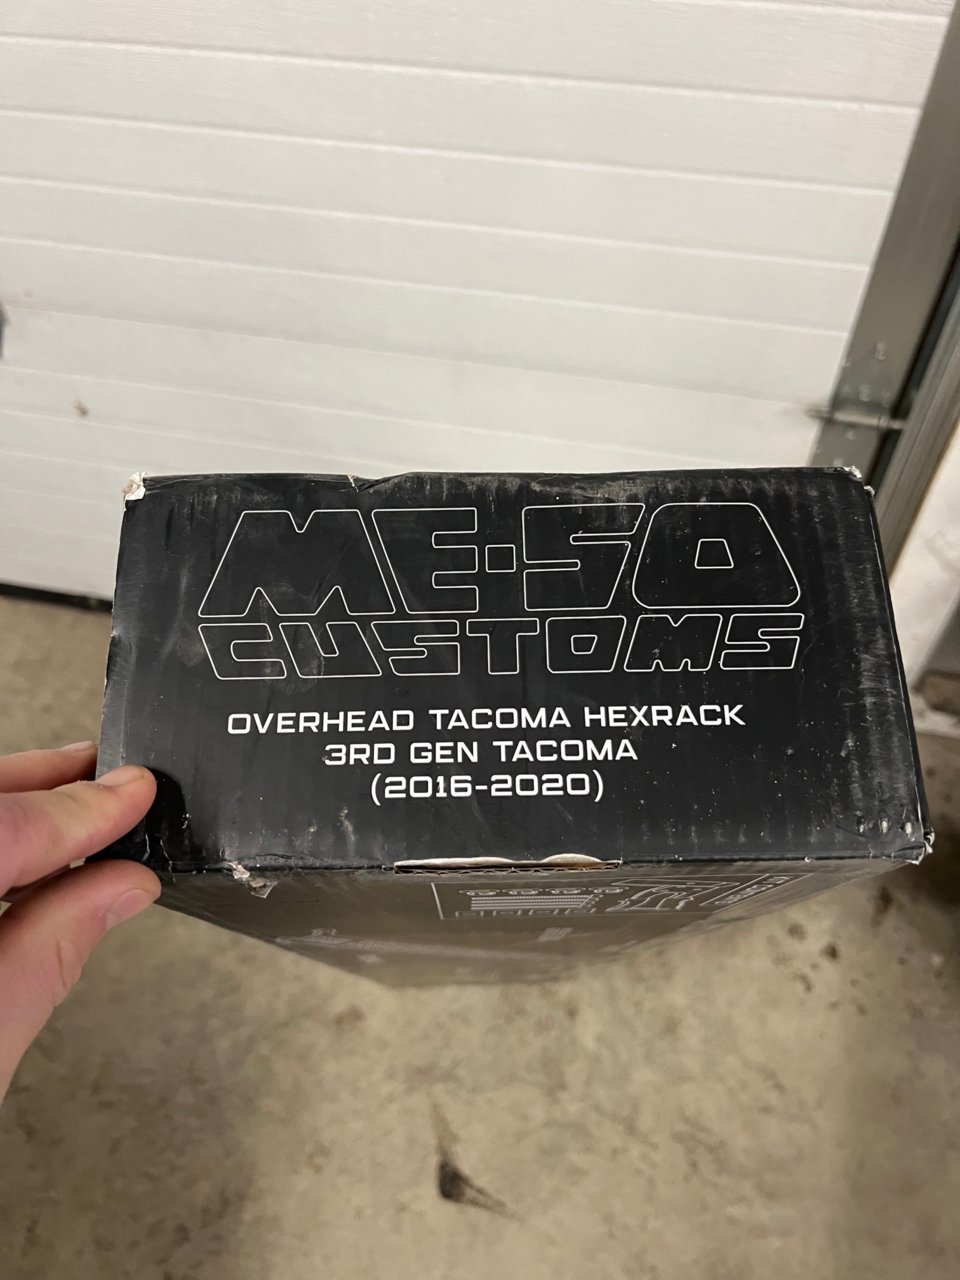 ME·SO
CUSTOMS
OVERHEAD TACOMA HEXRACK
3RD GEN TACOMA
(2016-2020)